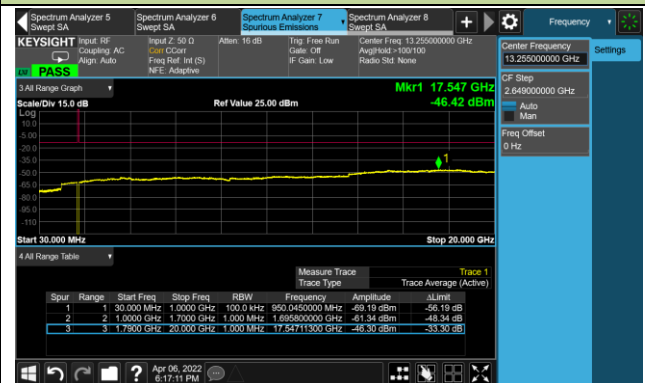 Spectrum Analyzer 5
Swept SA
Spectrum Analyzer 6
Swept SA
Spectrum Analyzer 7
Spurious Emissions
Spectrum Analyzer 8
Swept SA
Frequency
KEYSIGHT
Input: RF
Coupling: AC
Align: Auto
Input Z: 50 Ω
Corr CCorr
Freq Ref: Int (S)
NFE: Adaptive
Atten: 16 dB
Trig: Free Run
Gate: Off
IF Gain: Low
Center Freq: 13.255000000 GHz
Avg|Hold:>100/100
Radio Std: None
PASS
Center Frequency
13.255000000 GHz
Settings
CF Step
2.649000000 GHz
Auto
Man
Freq Offset
0 Hz
3 All Range Graph
Mkr1 17.547 GHz
Scale/Div 15.0 dB
Ref Value 25.00 dBm
-46.42 dBm
Log
10.0
-5.00
-20.0
-35.0
-50.0
-65.0
-80.0
-95.0
-110
1
Start 30.000 MHz
Stop 20.000 GHz
4 All Range Table
Measure Trace Trace 1
Trace Type Trace Average (Active)
Spur Range Start Freq Stop Freq RBW Frequency Amplitude ΔLimit
1 1 30.000 MHz 1.0000 GHz 100.0 kHz 950.0450000 MHz -69.19 dBm -56.19 dB
2 2 1.0000 GHz 1.7000 GHz 1.000 MHz 1.695800000 GHz -61.34 dBm -48.34 dB
3 3 1.7900 GHz 20.000 GHz 1.000 MHz 17.54711300 GHz -46.30 dBm -33.30 dB
Apr 06, 2022
6:17:11 PM